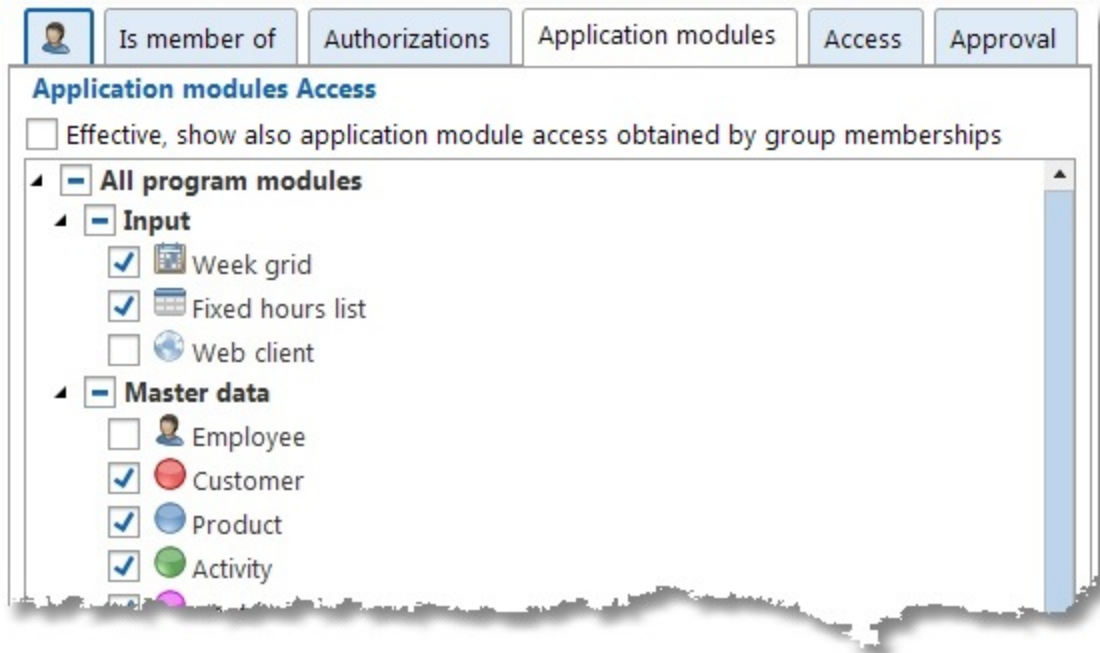 Is member of Authorizations Application modules Access Approval
Application modules Access
Effective, show also application module access obtained by group memberships
All program modules
Input
Week grid
Fixed hours list
Web client
Master data
Employee
Customer
Product
Activity